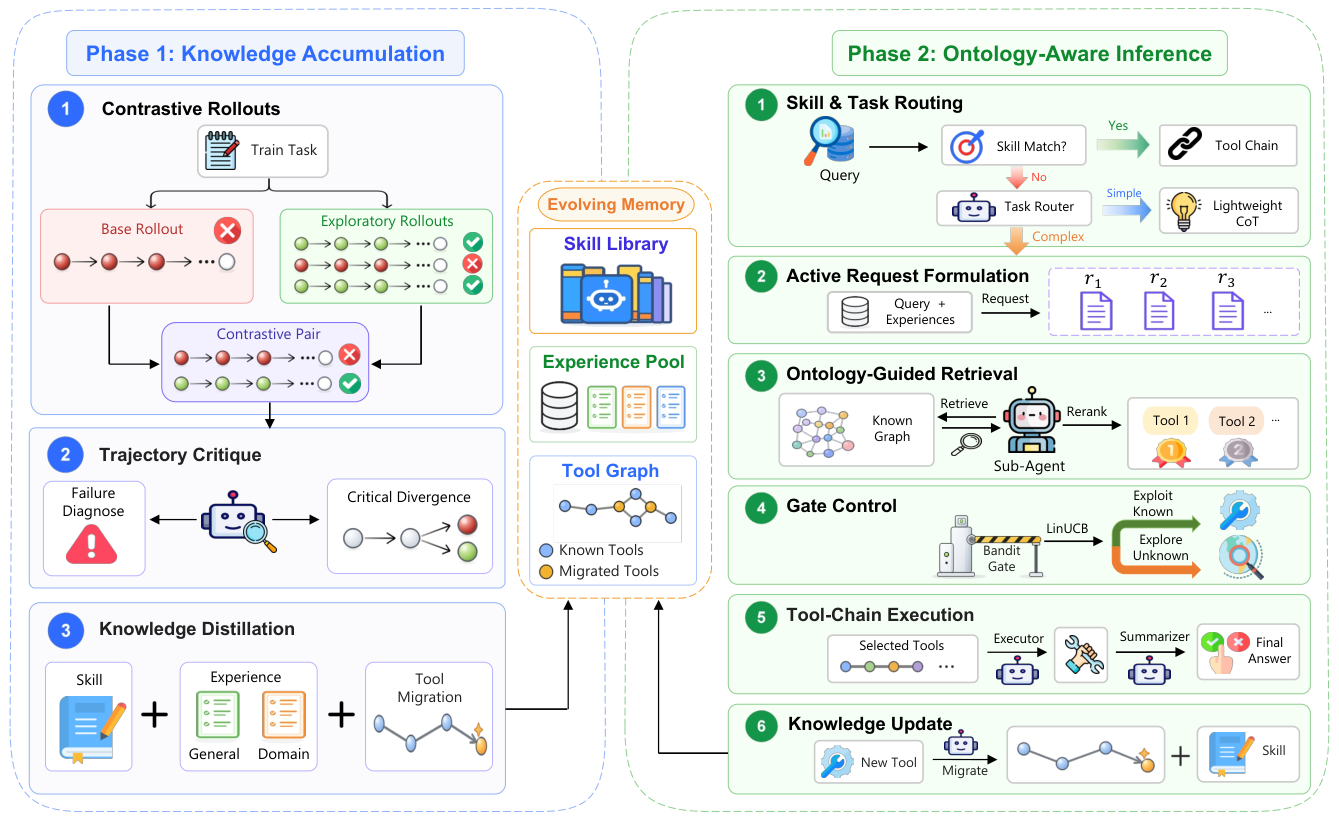 Phase 1: Knowledge Accumulation
1
Contrastive Rollouts
Train Task
Base Rollout
Exploratory Rollouts
Contrastive Pair
2
Trajectory Critique
Failure
Diagnose
Critical Divergence
3
Knowledge Distillation
Skill
Experience
General
Domain
Tool
Migration
Evolving Memory
Skill Library
Experience Pool
Tool Graph
Known Tools
Migrated Tools
Phase 2: Ontology-Aware Inference
1
Skill & Task Routing
Query
Skill Match?
Yes
Tool Chain
No
Task Router
Simple
Lightweight
CoT
Complex
2
Active Request Formulation
Query +
Experiences
Request
r1
r2
r3
...
3
Ontology-Guided Retrieval
Known
Graph
Retrieve
Sub-Agent
Rerank
Tool 1
Tool 2
...
1
2
4
Gate Control
Bandit
Gate
LinUCB
Exploit
Known
Explore
Unknown
5
Tool-Chain Execution
Selected Tools
...
Executor
Summarizer
Final
Answer
6
Knowledge Update
New Tool
Migrate
Skill